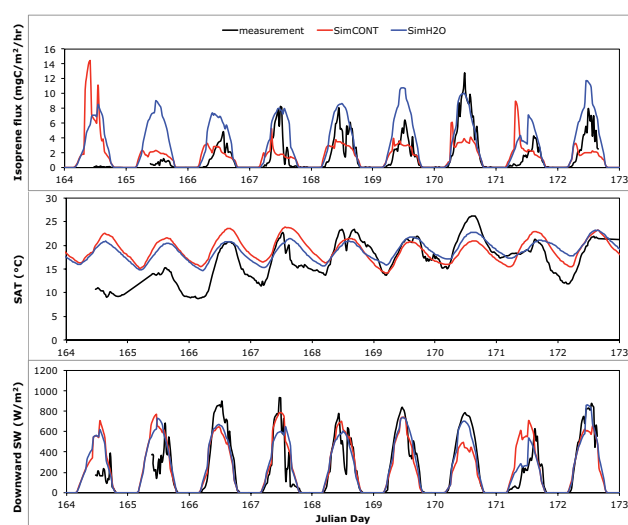 measurement SimCONT SimH2O
Isoprene flux (mgC/m²/hr)
16
14
12
10
8
6
4
2
0
164 165 166 167 168 169 170 171 172 173
SAT (°C)
30
25
20
15
10
5
0
164 165 166 167 168 169 170 171 172 173
Downward SW (W/m²)
1200
1000
800
600
400
200
0
164 165 166 167 168 169 170 171 172 173
Julian Day